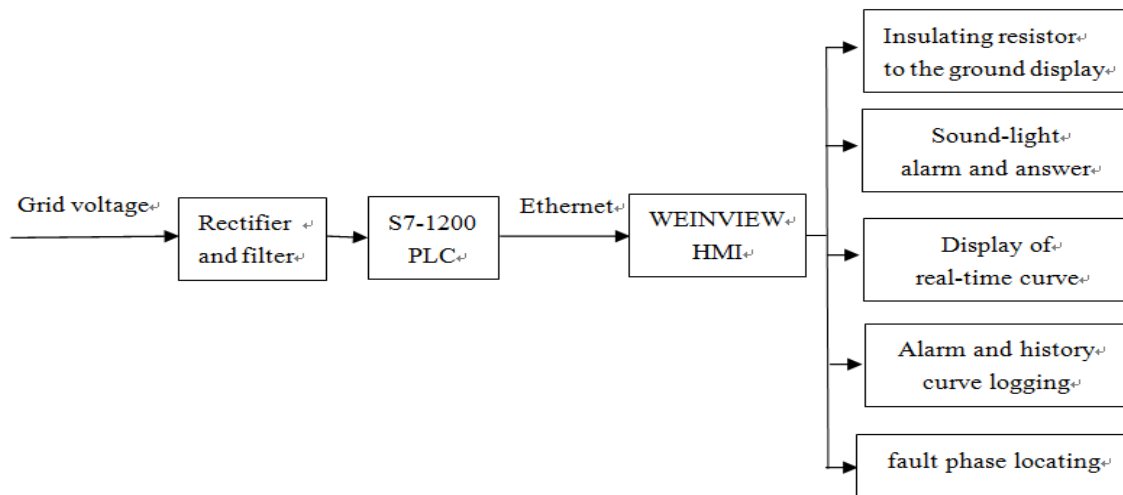 Grid voltage
Rectifier
and filter
S7-1200
PLC
Ethernet
WEINVIEW
HMI
Insulating resistor
to the ground display
Sound-light
alarm and answer
Display of
real-time curve
Alarm and history
curve logging
fault phase locating